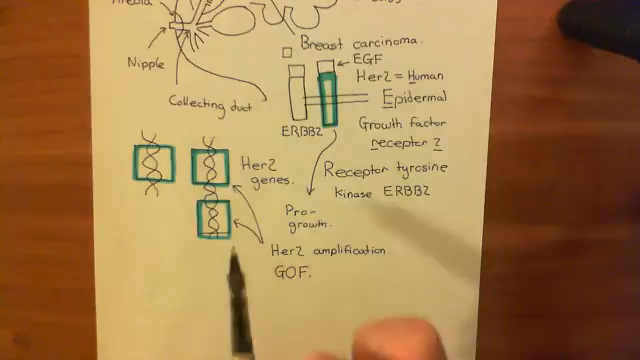 Areola
Nipple
Collecting duct
Breast carcinoma.
EGF
Her2 = Human
Epidermal
Growth factor
receptor 2
ERBB2
Receptor tyrosine
kinase ERBB2
Her2
genes.
Pro-
growth.
Her2 amplification
GOF.